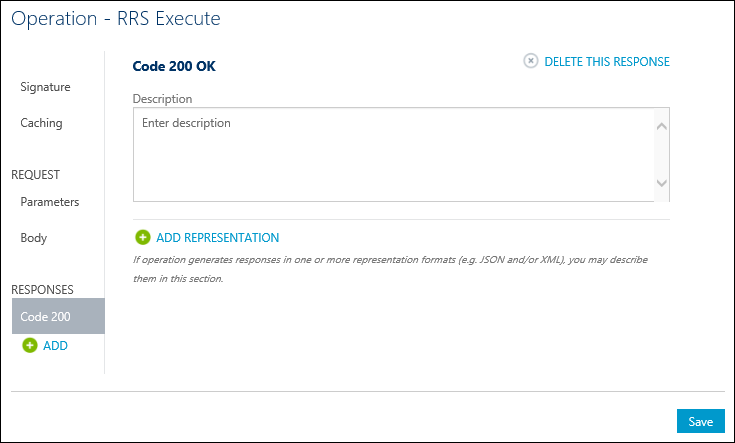 Operation - RRS Execute
Signature
Caching
REQUEST
Parameters
Body
RESPONSES
Code 200
ADD
Code 200 OK
DELETE THIS RESPONSE
Description
Enter description
ADD REPRESENTATION
If operation generates responses in one or more representation formats (e.g. JSON and/or XML), you may describe
them in this section.
Save